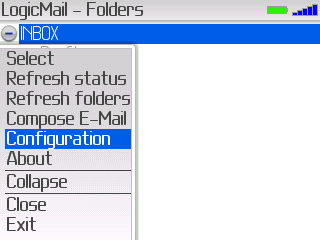 LogicMail - Folders
INBOX
Select
Refresh status
Refresh folders
Compose E-Mail
Configuration
About
Collapse
Close
Exit